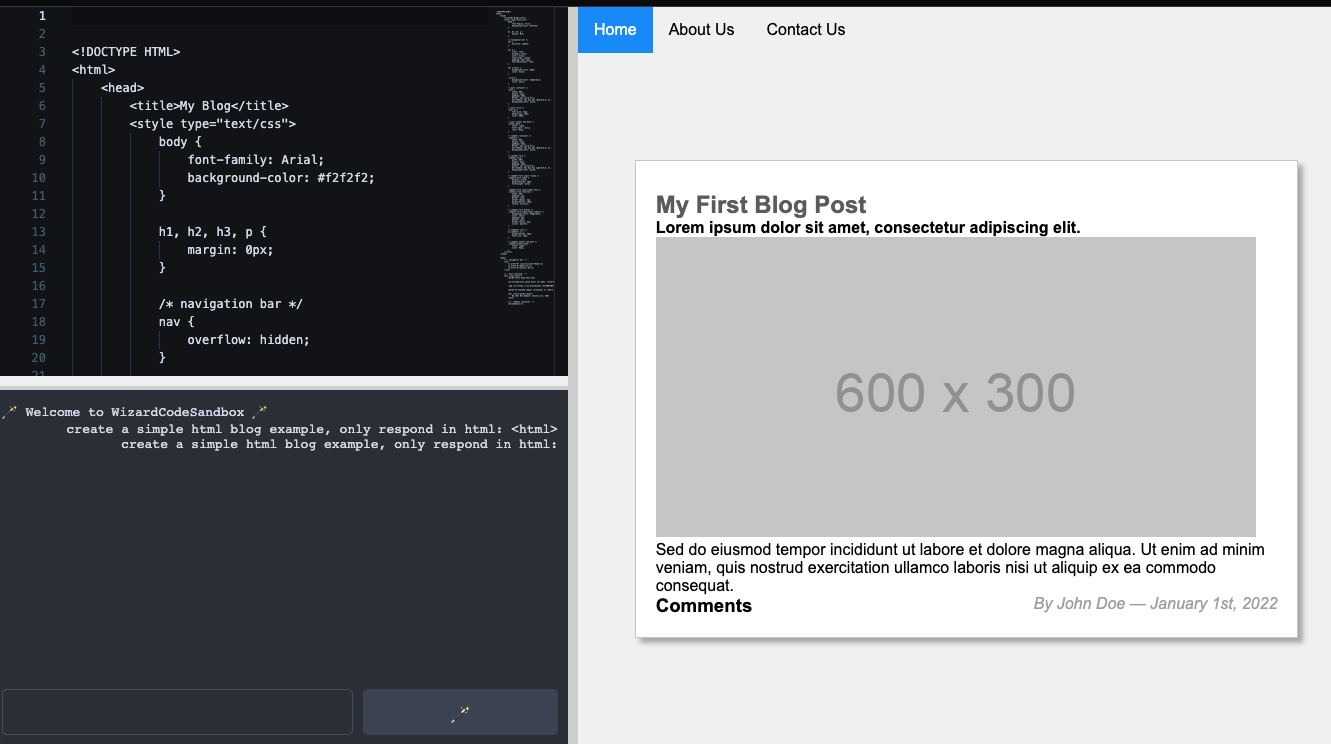 1
2
3 <!DOCTYPE HTML>
4 <html>
5 <head>
6 <title>My Blog</title>
7 <style type="text/css">
8 body {
9 font-family: Arial;
10 background-color: #f2f2f2;
11 }
12
13 h1, h2, h3, p {
14 margin: 0px;
15 }
16
17 /* navigation bar */
18 nav {
19 overflow: hidden;
20 }
21
🪄 Welcome to WizardCodeSandbox 🪄
create a simple html blog example, only respond in html: <html>
create a simple html blog example, only respond in html:
Home About Us Contact Us
My First Blog Post
Lorem ipsum dolor sit amet, consectetur adipiscing elit.
600 x 300
Sed do eiusmod tempor incididunt ut labore et dolore magna aliqua. Ut enim ad minim
veniam, quis nostrud exercitation ullamco laboris nisi ut aliquip ex ea commodo
consequat.
Comments
By John Doe — January 1st, 2022